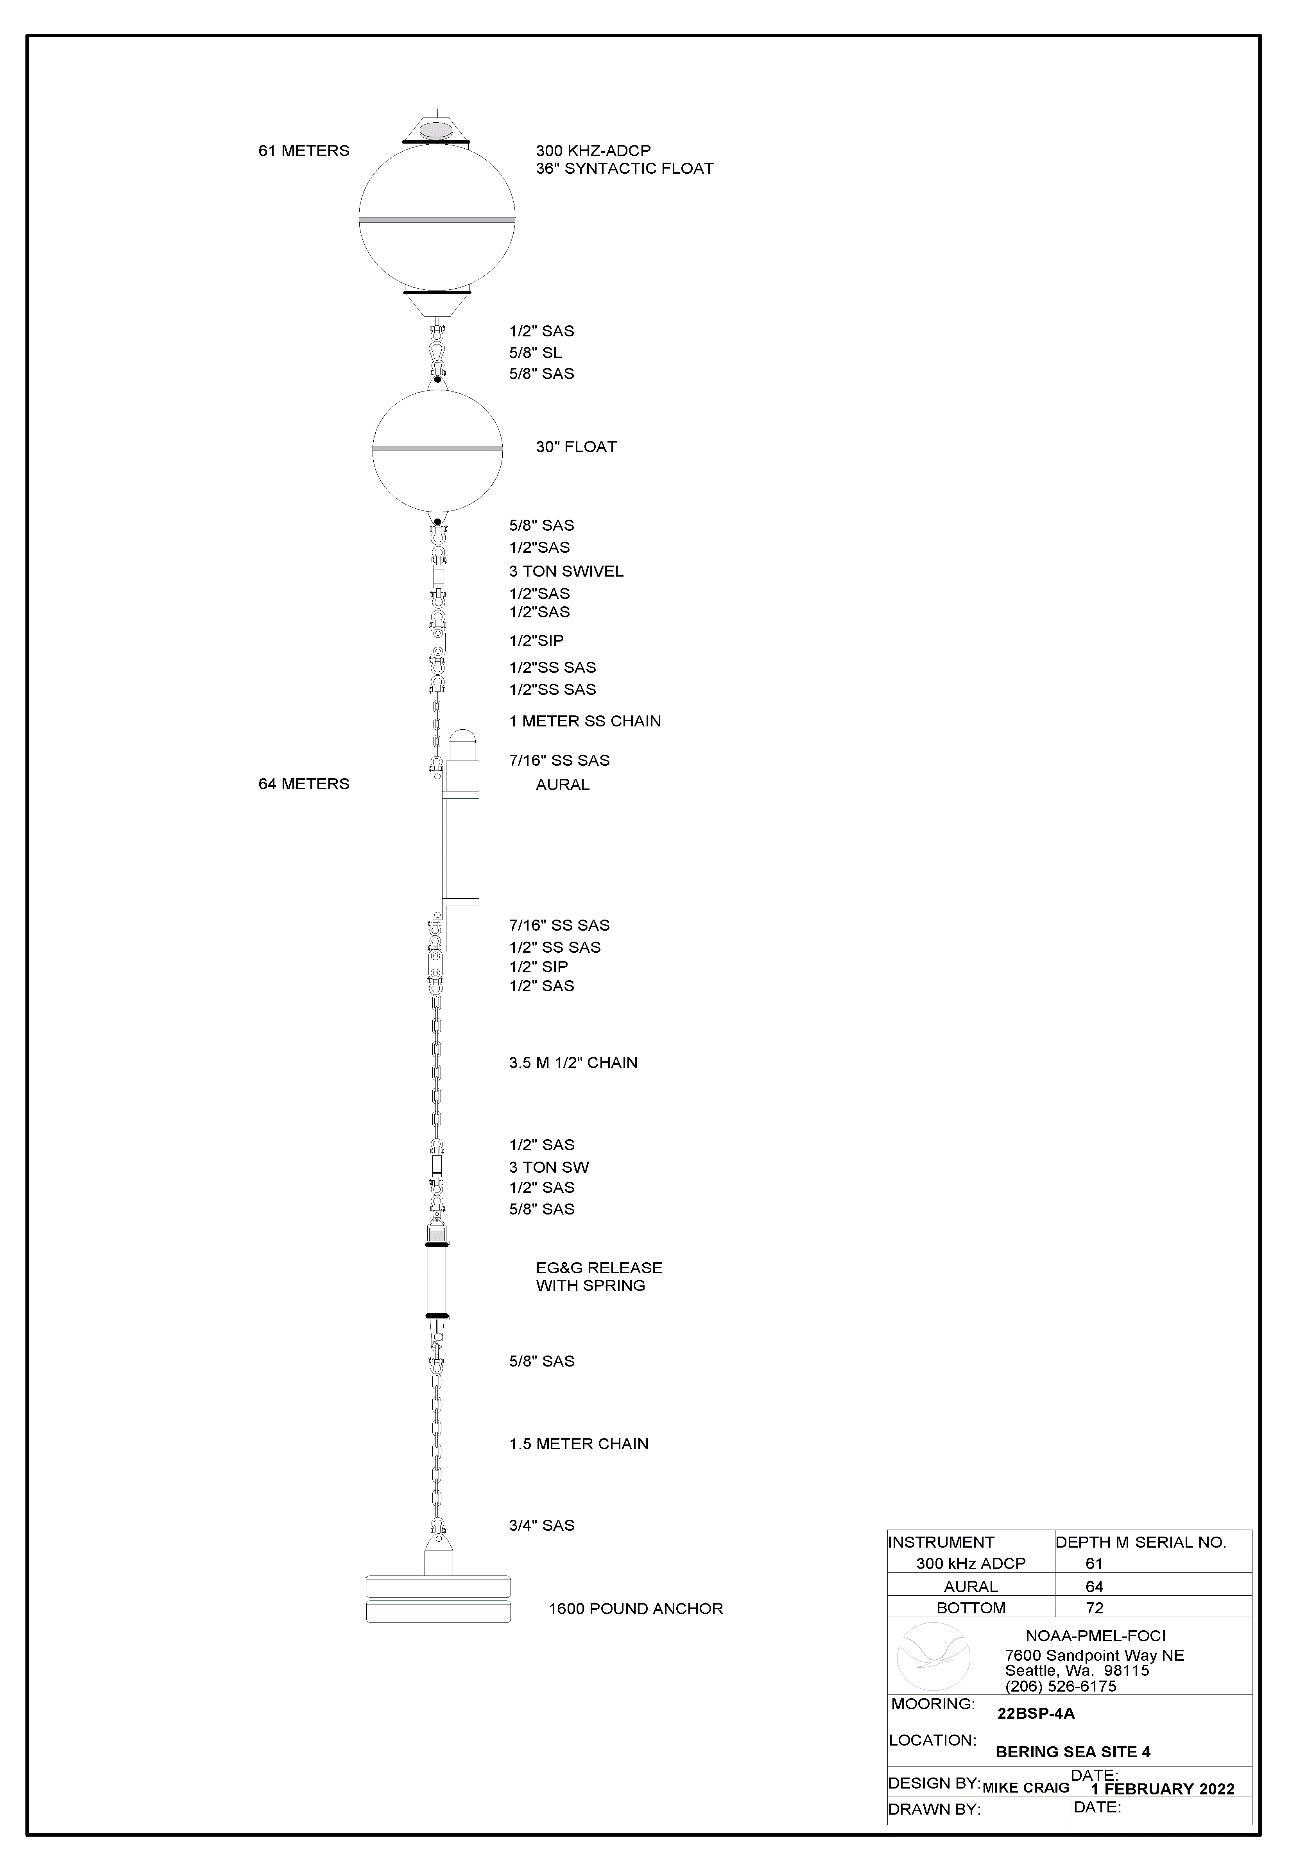 61 METERS
300 KHZ-ADCP
36" SYNTACTIC FLOAT
1/2" SAS
5/8" SL
5/8" SAS
30" FLOAT
5/8" SAS
1/2"SAS
3 TON SWIVEL
1/2"SAS
1/2"SAS
1/2"SIP
1/2"SS SAS
1/2"SS SAS
1 METER SS CHAIN
7/16" SS SAS
64 METERS
AURAL
7/16" SS SAS
1/2" SS SAS
1/2" SIP
1/2" SAS
3.5 M 1/2" CHAIN
1/2" SAS
3 TON SW
1/2" SAS
5/8" SAS
EG&G RELEASE
WITH SPRING
5/8" SAS
1.5 METER CHAIN
3/4" SAS
1600 POUND ANCHOR
INSTRUMENT DEPTH M SERIAL NO.
300 kHz ADCP 61
AURAL 64
BOTTOM 72
NOAA-PMEL-FOCI
7600 Sandpoint Way NE
Seattle, Wa. 98115
(206) 526-6175
MOORING: 22BSP-4A
LOCATION: BERING SEA SITE 4
DESIGN BY: MIKE CRAIG DATE: 1 FEBRUARY 2022
DRAWN BY: DATE: